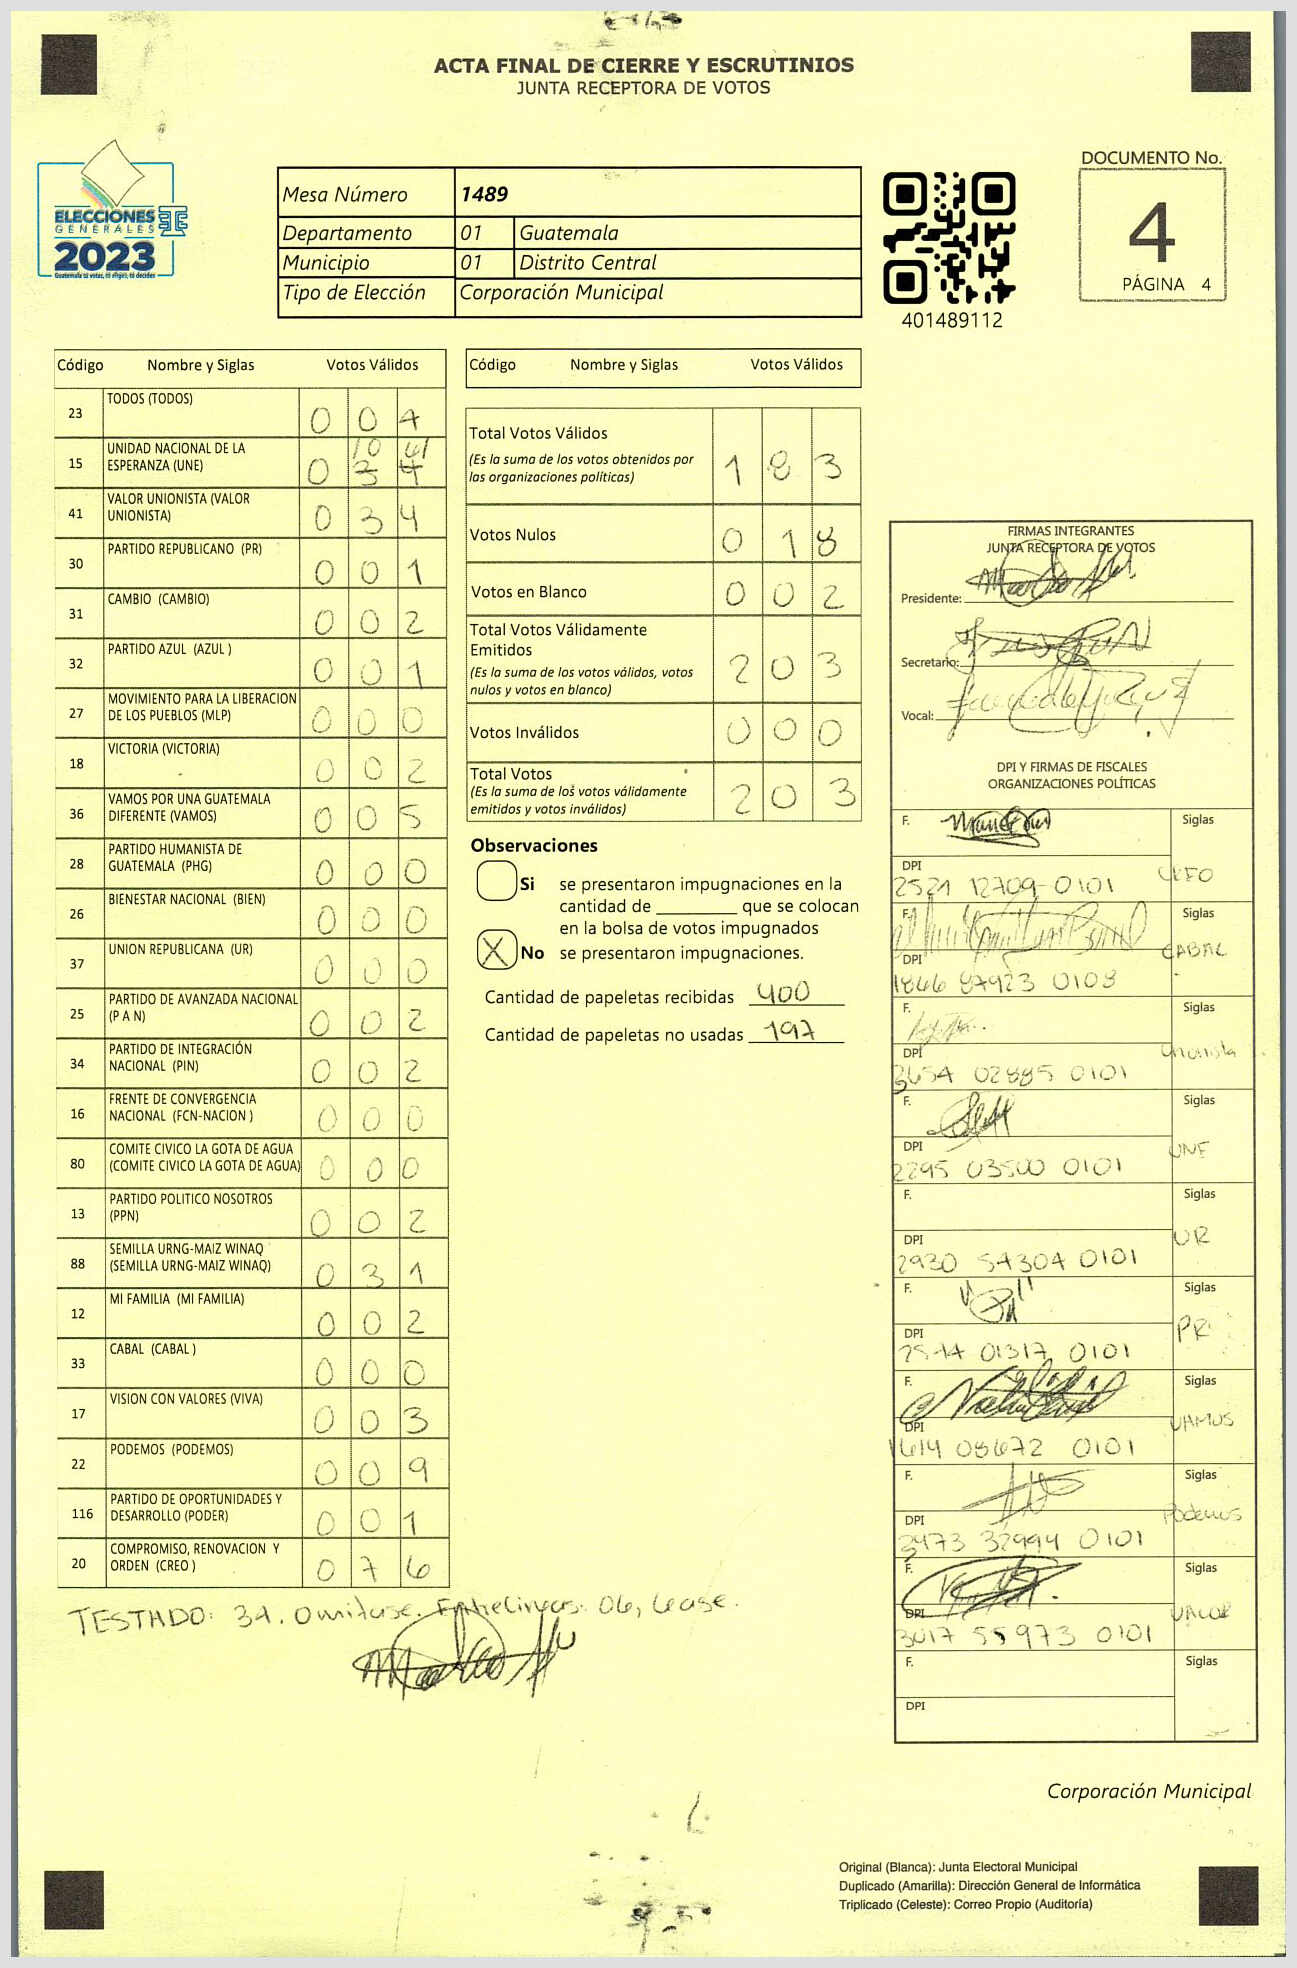 ACTA FINAL DE CIERRE Y ESCRUTINIOS
JUNTA RECEPTORA DE VOTOS
ELECCIONES
GENERALES
2023
Guatemala tú votas, tú eliges, tú decides
Mesa Número 1489
Departamento 01 Guatemala
Municipio 01 Distrito Central
Tipo de Elección Corporación Municipal
401489112
DOCUMENTO No.
4
PÁGINA 4
Código Nombre y Siglas Votos Válidos
23 TODOS (TODOS) 0 0 4
15 UNIDAD NACIONAL DE LA ESPERANZA (UNE) 0 0 6
41 VALOR UNIONISTA (VALOR UNIONISTA) 0 3 4
30 PARTIDO REPUBLICANO (PR) 0 0 1
31 CAMBIO (CAMBIO) 0 0 2
32 PARTIDO AZUL (AZUL ) 0 0 1
27 MOVIMIENTO PARA LA LIBERACION DE LOS PUEBLOS (MLP) 0 0 0
18 VICTORIA (VICTORIA) 0 0 2
36 VAMOS POR UNA GUATEMALA DIFERENTE (VAMOS) 0 0 5
28 PARTIDO HUMANISTA DE GUATEMALA (PHG) 0 0 0
26 BIENESTAR NACIONAL (BIEN) 0 0 0
37 UNION REPUBLICANA (UR) 0 0 0
25 PARTIDO DE AVANZADA NACIONAL (P A N) 0 0 2
34 PARTIDO DE INTEGRACIÓN NACIONAL (PIN) 0 0 2
16 FRENTE DE CONVERGENCIA NACIONAL (FCN-NACION ) 0 0 0
80 COMITE CIVICO LA GOTA DE AGUA (COMITE CIVICO LA GOTA DE AGUA) 0 0 0
13 PARTIDO POLITICO NOSOTROS (PPN) 0 0 2
88 SEMILLA URNG-MAIZ WINAQ (SEMILLA URNG-MAIZ WINAQ) 0 3 1
12 MI FAMILIA (MI FAMILIA) 0 0 2
33 CABAL (CABAL ) 0 0 0
17 VISION CON VALORES (VIVA) 0 0 3
22 PODEMOS (PODEMOS) 0 0 9
116 PARTIDO DE OPORTUNIDADES Y DESARROLLO (PODER) 0 0 1
20 COMPROMISO, RENOVACION Y ORDEN (CREO ) 0 7 6
TESTADO: 34. Omitase. Entrelineas: 06, Lease.
Código Nombre y Siglas Votos Válidos
Total Votos Válidos 1 8 3
(Es la suma de los votos obtenidos por
las organizaciones políticas)
Votos Nulos 0 1 8
Votos en Blanco 0 0 2
Total Votos Válidamente
Emitidos 2 0 3
(Es la suma de los votos válidos, votos
nulos y votos en blanco)
Votos Inválidos 0 0 0
Total Votos 2 0 3
(Es la suma de los votos válidamente
emitidos y votos inválidos)
Observaciones
Si se presentaron impugnaciones en la
cantidad de ________ que se colocan
en la bolsa de votos impugnados
X No se presentaron impugnaciones.
Cantidad de papeletas recibidas 400
Cantidad de papeletas no usadas 197
FIRMAS INTEGRANTES
JUNTA RECEPTORA DE VOTOS
Presidente:
Secretario:
Vocal:
DPI Y FIRMAS DE FISCALES
ORGANIZACIONES POLÍTICAS
F. Siglas
DPI CREO
2521 12709-0101
F. Siglas
DPI CABAL
1846 87923 0108
F. Siglas
DPI Unionista
3654 02885 0101
F. Siglas
DPI UNE
2295 03500 0101
F. Siglas
DPI UR
2930 54304 0101
F. Siglas
DPI PR
01317 0101
F. Siglas
DPI VAMOS
1614 08672 0101
F. Siglas
DPI Podemos
3473 32994 0101
F. Siglas
DPI VALOR
3017 55973 0101
F. Siglas
DPI
Corporación Municipal
Original (Blanca): Junta Electoral Municipal
Duplicado (Amarilla): Dirección General de Informática
Triplicado (Celeste): Correo Propio (Auditoría)